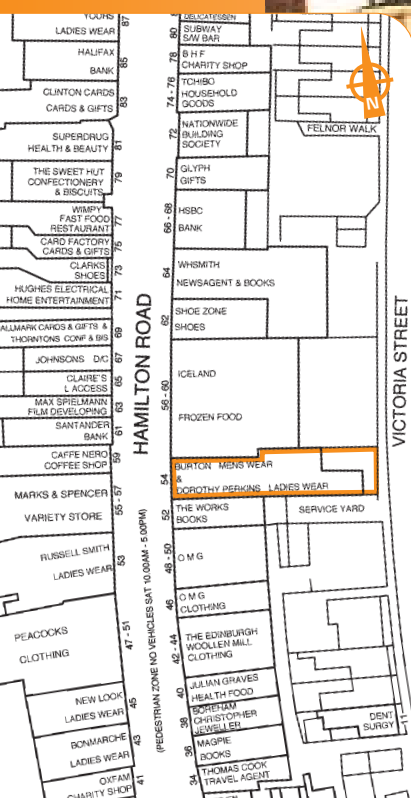 YOURS
LADIES WEAR
87
HALIFAX
BANK
85
CLINTON CARDS
CARDS & GIFTS
83
SUPERDRUG
HEALTH & BEAUTY
81
THE SWEET HUT
CONFECTIONERY
& BISCUITS
79
WIMPY
FAST FOOD
RESTAURANT
77
CARD FACTORY
CARDS & GIFTS
75
CLARKS
SHOES
73
HUGHES ELECTRICAL
HOME ENTERTAINMENT
71
ALLMARK CARDS & GIFTS &
THORNTONS CONF & BIS
69
JOHNSONS D/C
67
CLAIRE'S
L ACCESS
65
MAX SPIELMANN
FILM DEVELOPING
63
SANTANDER
BANK
61
CAFFE NERO
COFFEE SHOP
59
MARKS & SPENCER
VARIETY STORE
55 - 57
RUSSELL SMITH
LADIES WEAR
53
PEACOCKS
CLOTHING
47 - 51
NEW LOOK
LADIES WEAR
45
BONMARCHE
LADIES WEAR
43
OXFAM
CHARITY SHOP
41
HAMILTON ROAD
(PEDESTRIAN ZONE NO VEHICLES SAT 10.00AM - 5.00PM)
DELICATESSEN
80
SUBWAY
S/W BAR
78
B H F
CHARITY SHOP
74 - 76
TCHIBO
HOUSEHOLD
GOODS
72
NATIONWIDE
BUILDING
SOCIETY
70
GLYPH
GIFTS
66 - 68
HSBC
BANK
64
WHSMITH
NEWSAGENT & BOOKS
62
SHOE ZONE
SHOES
56 - 60
ICELAND
FROZEN FOOD
54
BURTON MENS WEAR
&
DOROTHY PERKINS LADIES WEAR
52
THE WORKS
BOOKS
SERVICE YARD
48 - 50
O M G
46
O M G
CLOTHING
42 - 44
THE EDINBURGH
WOOLLEN MILL
CLOTHING
40
JULIAN GRAVES
HEALTH FOOD
38
BOREHAM
CHRISTOPHER
JEWELLER
36
MAGPIE
BOOKS
34
THOMAS COOK
TRAVEL AGENT
N
FELNOR WALK
VICTORIA STREET
DENT
SURGY
11